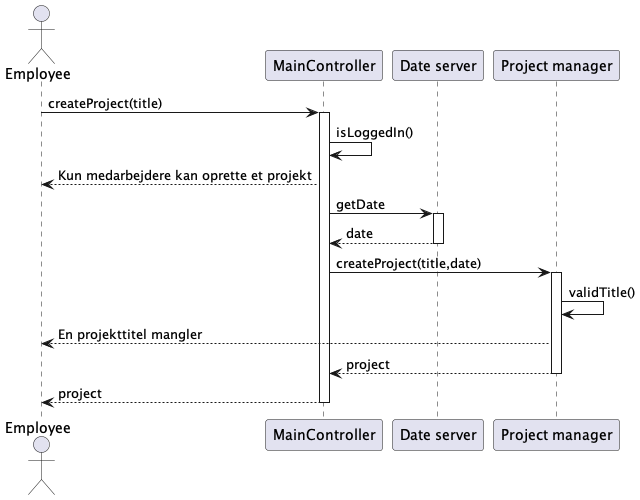 Employee
MainController
Date server
Project manager
createProject(title)
isLoggedIn()
Kun medarbejdere kan oprette et projekt
getDate
date
createProject(title,date)
validTitle()
En projekttitel mangler
project
project
Employee
MainController
Date server
Project manager